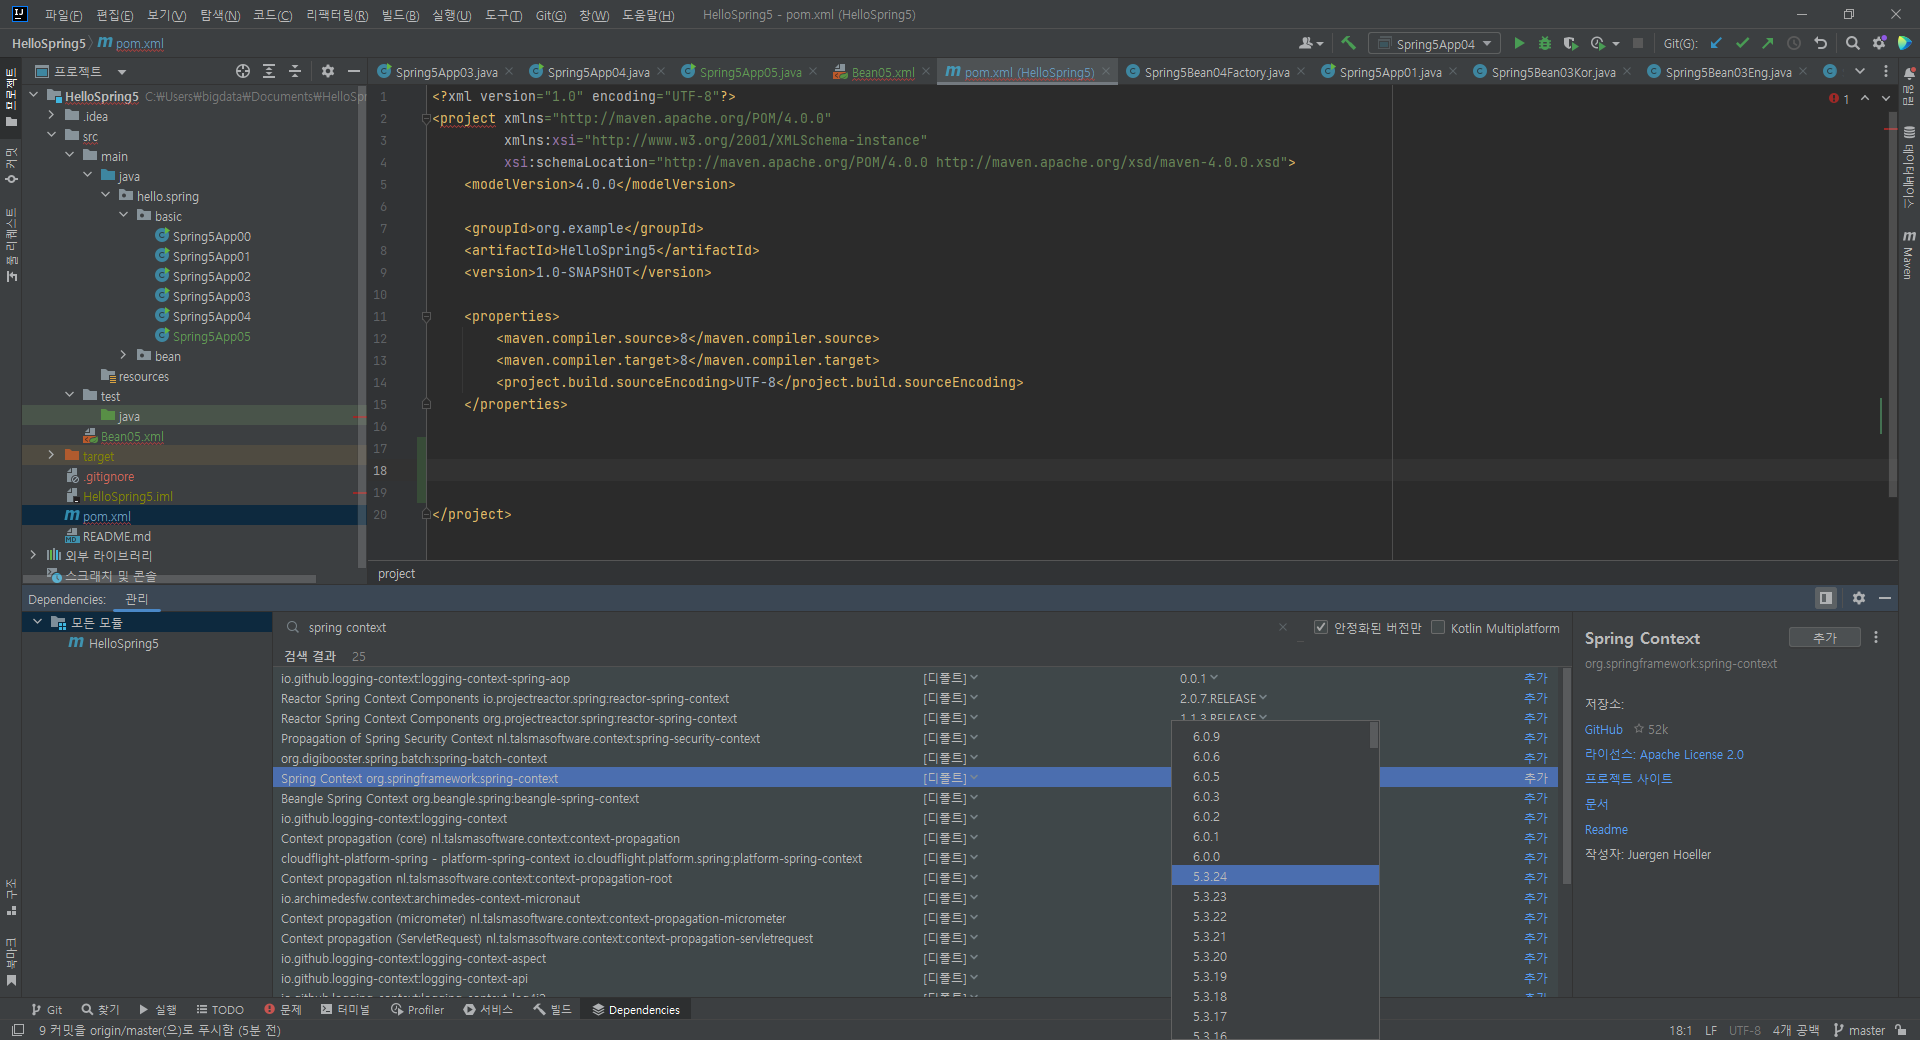 파일(F) 편집(E) 보기(V) 탐색(N) 코드(C) 리팩터링(R) 빌드(B) 실행(U) 도구(T) Git(G) 창(W) 도움말(H) HelloSpring5 - pom.xml (HelloSpring5)
HelloSpring5 pom.xml Spring5App04 Git(G):
프로젝트
Spring5App03.java Spring5App04.java Spring5App05.java Bean05.xml pom.xml (HelloSpring5) Spring5Bean04Factory.java Spring5App01.java Spring5Bean03Kor.java Spring5Bean03Eng.java
프로젝트
커밋
풀 리퀘스트
구조
북마크
HelloSpring5 C:₩Users₩bigdata₩Documents₩HelloSpr
.idea
src
main
java
hello.spring
basic
Spring5App00
Spring5App01
Spring5App02
Spring5App03
Spring5App04
Spring5App05
bean
resources
test
java
Bean05.xml
target
.gitignore
HelloSpring5.iml
pom.xml
README.md
외부 라이브러리
스크래치 및 콘솔
1 <?xml version="1.0" encoding="UTF-8"?>
2 <project xmlns="http://maven.apache.org/POM/4.0.0"
3 xmlns:xsi="http://www.w3.org/2001/XMLSchema-instance"
4 xsi:schemaLocation="http://maven.apache.org/POM/4.0.0 http://maven.apache.org/xsd/maven-4.0.0.xsd">
5 <modelVersion>4.0.0</modelVersion>
6
7 <groupId>org.example</groupId>
8 <artifactId>HelloSpring5</artifactId>
9 <version>1.0-SNAPSHOT</version>
10
11 <properties>
12 <maven.compiler.source>8</maven.compiler.source>
13 <maven.compiler.target>8</maven.compiler.target>
14 <project.build.sourceEncoding>UTF-8</project.build.sourceEncoding>
15 </properties>
16
17
18
19
20 </project>
1
알림
데이터베이스
Maven
project
Dependencies: 관리
모든 모듈
HelloSpring5
spring context
안정화된 버전만 Kotlin Multiplatform
검색 결과 25
io.github.logging-context:logging-context-spring-aop [디폴트] 0.0.1 추가
Reactor Spring Context Components io.projectreactor.spring:reactor-spring-context [디폴트] 2.0.7.RELEASE 추가
Reactor Spring Context Components org.projectreactor.spring:reactor-spring-context [디폴트] 1.1.3.RELEASE 추가
Propagation of Spring Security Context nl.talsmasoftware.context:spring-security-context [디폴트] 추가
org.digibooster.spring.batch:spring-batch-context [디폴트] 추가
Spring Context org.springframework:spring-context [디폴트] 추가
Beangle Spring Context org.beangle.spring:beangle-spring-context [디폴트] 추가
io.github.logging-context:logging-context [디폴트] 추가
Context propagation (core) nl.talsmasoftware.context:context-propagation [디폴트] 추가
cloudflight-platform-spring - platform-spring-context io.cloudflight.platform.spring:platform-spring-context [디폴트] 추가
Context propagation nl.talsmasoftware.context:context-propagation-root [디폴트] 추가
io.archimedesfw.context:archimedes-context-micronaut [디폴트] 추가
Context propagation (micrometer) nl.talsmasoftware.context:context-propagation-micrometer [디폴트] 추가
Context propagation (ServletRequest) nl.talsmasoftware.context:context-propagation-servletrequest [디폴트] 추가
io.github.logging-context:logging-context-aspect [디폴트] 추가
io.github.logging-context:logging-context-api [디폴트] 추가
6.0.9
6.0.6
6.0.5
6.0.3
6.0.2
6.0.1
6.0.0
5.3.24
5.3.23
5.3.22
5.3.21
5.3.20
5.3.19
5.3.18
5.3.17
5.3.16
Spring Context 추가
org.springframework:spring-context
저장소:
GitHub ☆ 52k
라이선스: Apache License 2.0
프로젝트 사이트
문서
Readme
작성자: Juergen Hoeller
Git 찾기 실행 TODO 문제 터미널 Profiler 서비스 빌드 Dependencies
9 커밋을 origin/master(으)로 푸시함 (5분 전) 18:1 LF UTF-8 4개 공백 master